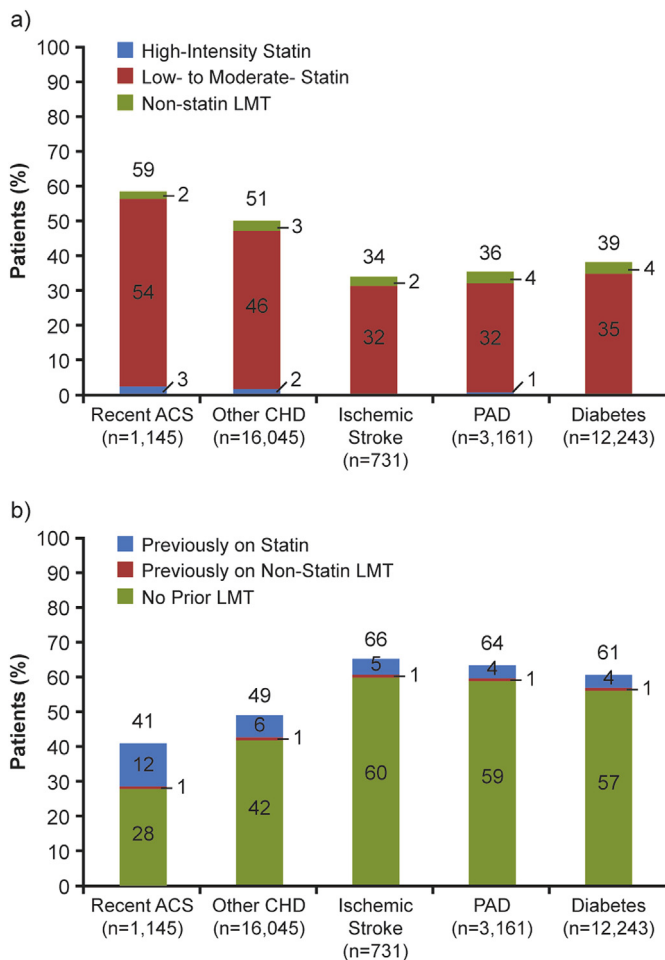 a)
High-Intensity Statin
Low- to Moderate- Statin
Non-statin LMT
Patients (%)
100
90
80
70
60
50
40
30
20
10
0
59
2
54
3
51
3
46
2
34
2
32
36
4
32
1
39
4
35
Recent ACS
(n=1,145)
Other CHD
(n=16,045)
Ischemic
Stroke
(n=731)
PAD
(n=3,161)
Diabetes
(n=12,243)
b)
Previously on Statin
Previously on Non-Statin LMT
No Prior LMT
Patients (%)
100
90
80
70
60
50
40
30
20
10
0
41
12
1
28
49
6
1
42
66
5
1
60
64
4
1
59
61
4
1
57
Recent ACS
(n=1,145)
Other CHD
(n=16,045)
Ischemic
Stroke
(n=731)
PAD
(n=3,161)
Diabetes
(n=12,243)